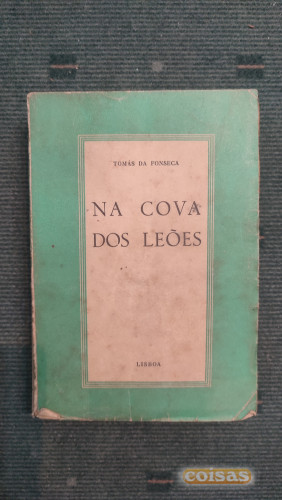 TOMÁS DA FONSECA
NA COVA
DOS LEÕES
LISBOA
coisas